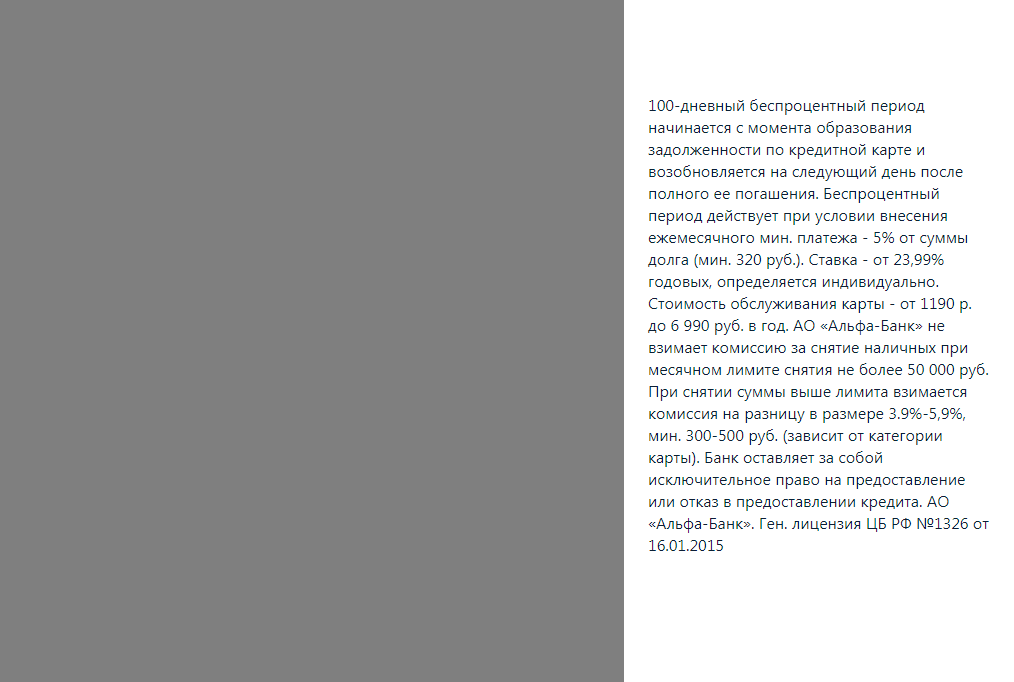 100-дневный беспроцентный период
начинается с момента образования
задолженности по кредитной карте и
возобновляется на следующий день после
полного ее погашения. Беспроцентный
период действует при условии внесения
ежемесячного мин. платежа - 5% от суммы
долга (мин. 320 руб.). Ставка - от 23,99%
годовых, определяется индивидуально.
Стоимость обслуживания карты - от 1190 р.
до 6 990 руб. в год. АО «Альфа-Банк» не
взимает комиссию за снятие наличных при
месячном лимите снятия не более 50 000 руб.
При снятии суммы выше лимита взимается
комиссия на разницу в размере 3.9%-5,9%,
мин. 300-500 руб. (зависит от категории
карты). Банк оставляет за собой
исключительное право на предоставление
или отказ в предоставлении кредита. АО
«Альфа-Банк». Ген. лицензия ЦБ РФ №1326 от
16.01.2015